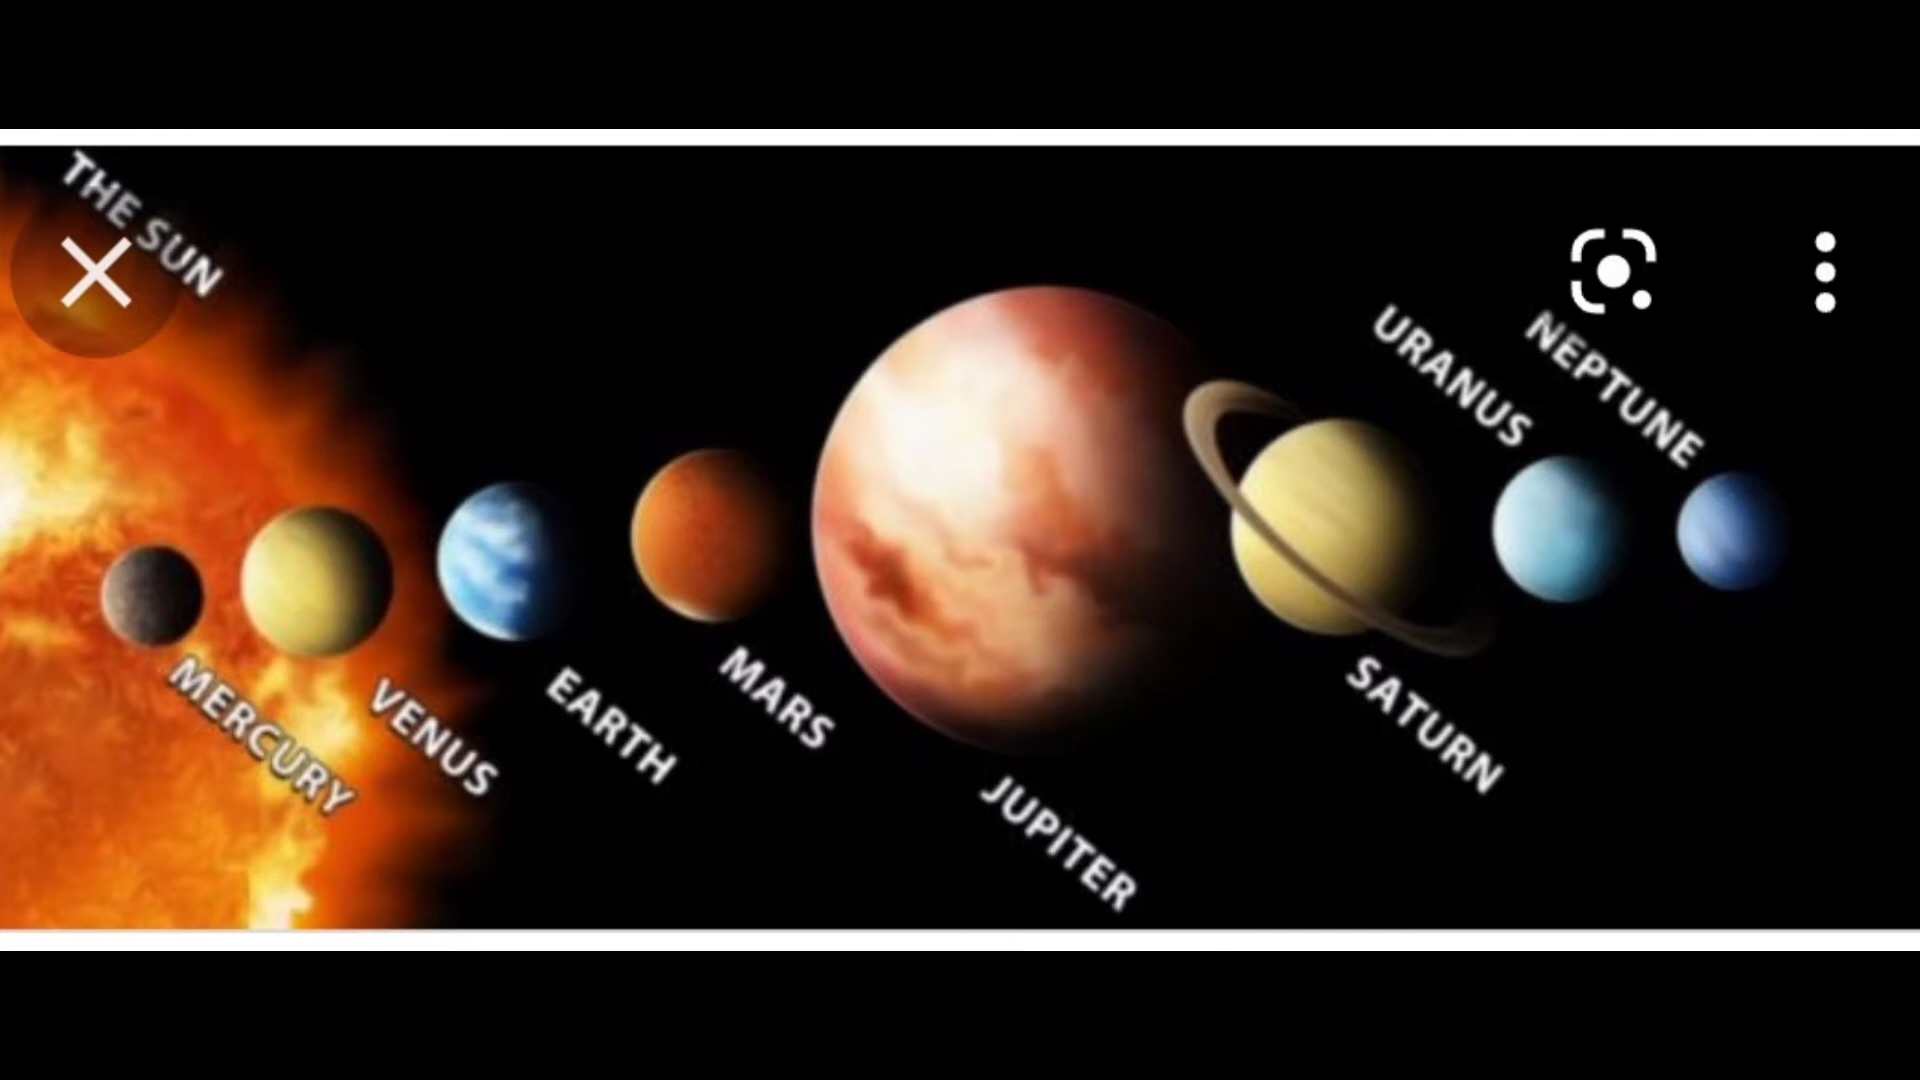 THE SUN
MERCURY
VENUS
EARTH
MARS
JUPITER
SATURN
URANUS
NEPTUNE